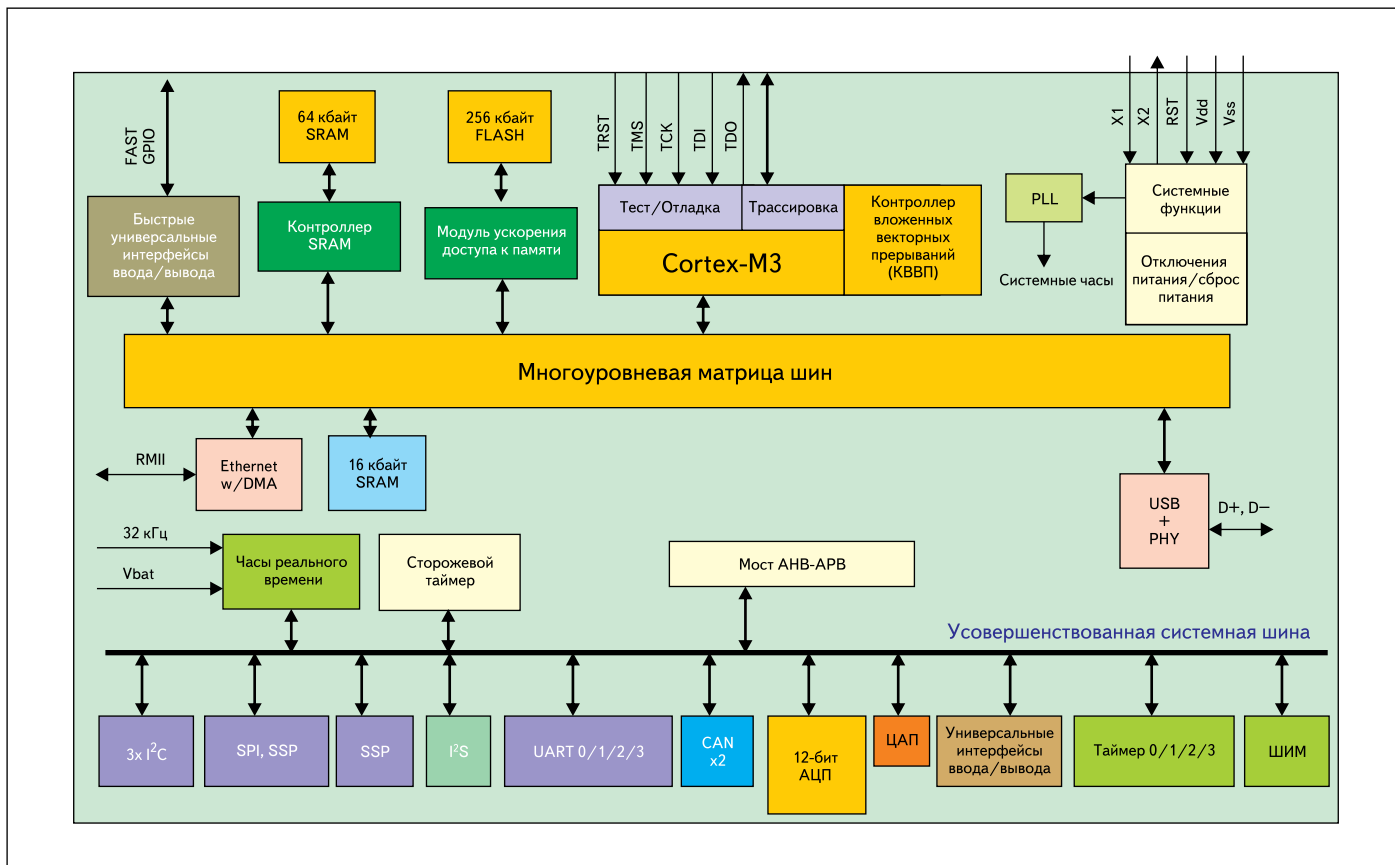 FAST
GPIO
64 кбайт
SRAM
256 кбайт
FLASH
TRST
TMS
TCK
TDI
TDO
X1
X2
RST
Vdd
Vss
Быстрые
универсальные
интерфейсы
ввода/вывода
Контроллер
SRAM
Модуль ускорения
доступа к памяти
Тест/Отладка
Трассировка
Cortex-M3
Контроллер
вложенных
векторных
прерываний
(КВВП)
PLL
Системные часы
Системные
функции
Отключения
питания/сброс
питания
Многоуровневая матрица шин
RMII
Ethernet
w/DMA
16 кбайт
SRAM
USB
+
PHY
D+, D−
32 кГц
Vbat
Часы реального
времени
Сторожевой
таймер
Мост AHB-APB
Усовершенствованная системная шина
3x I²C
SPI, SSP
SSP
I²S
UART 0/1/2/3
CAN
x2
12-бит
АЦП
ЦАП
Универсальные
интерфейсы
ввода/вывода
Таймер 0/1/2/3
ШИМ